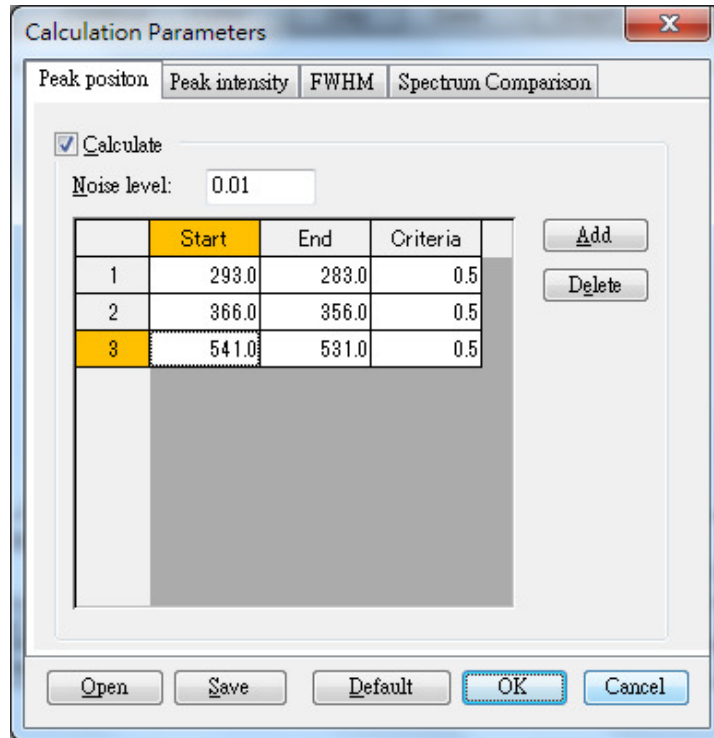 Calculation Parameters
Peak positon Peak intensity FWHM Spectrum Comparison
Calculate
Noise level: 0.01
Start End Criteria
1 293.0 283.0 0.5
2 366.0 356.0 0.5
3 541.0 531.0 0.5
Add
Delete
Open Save Default OK Cancel